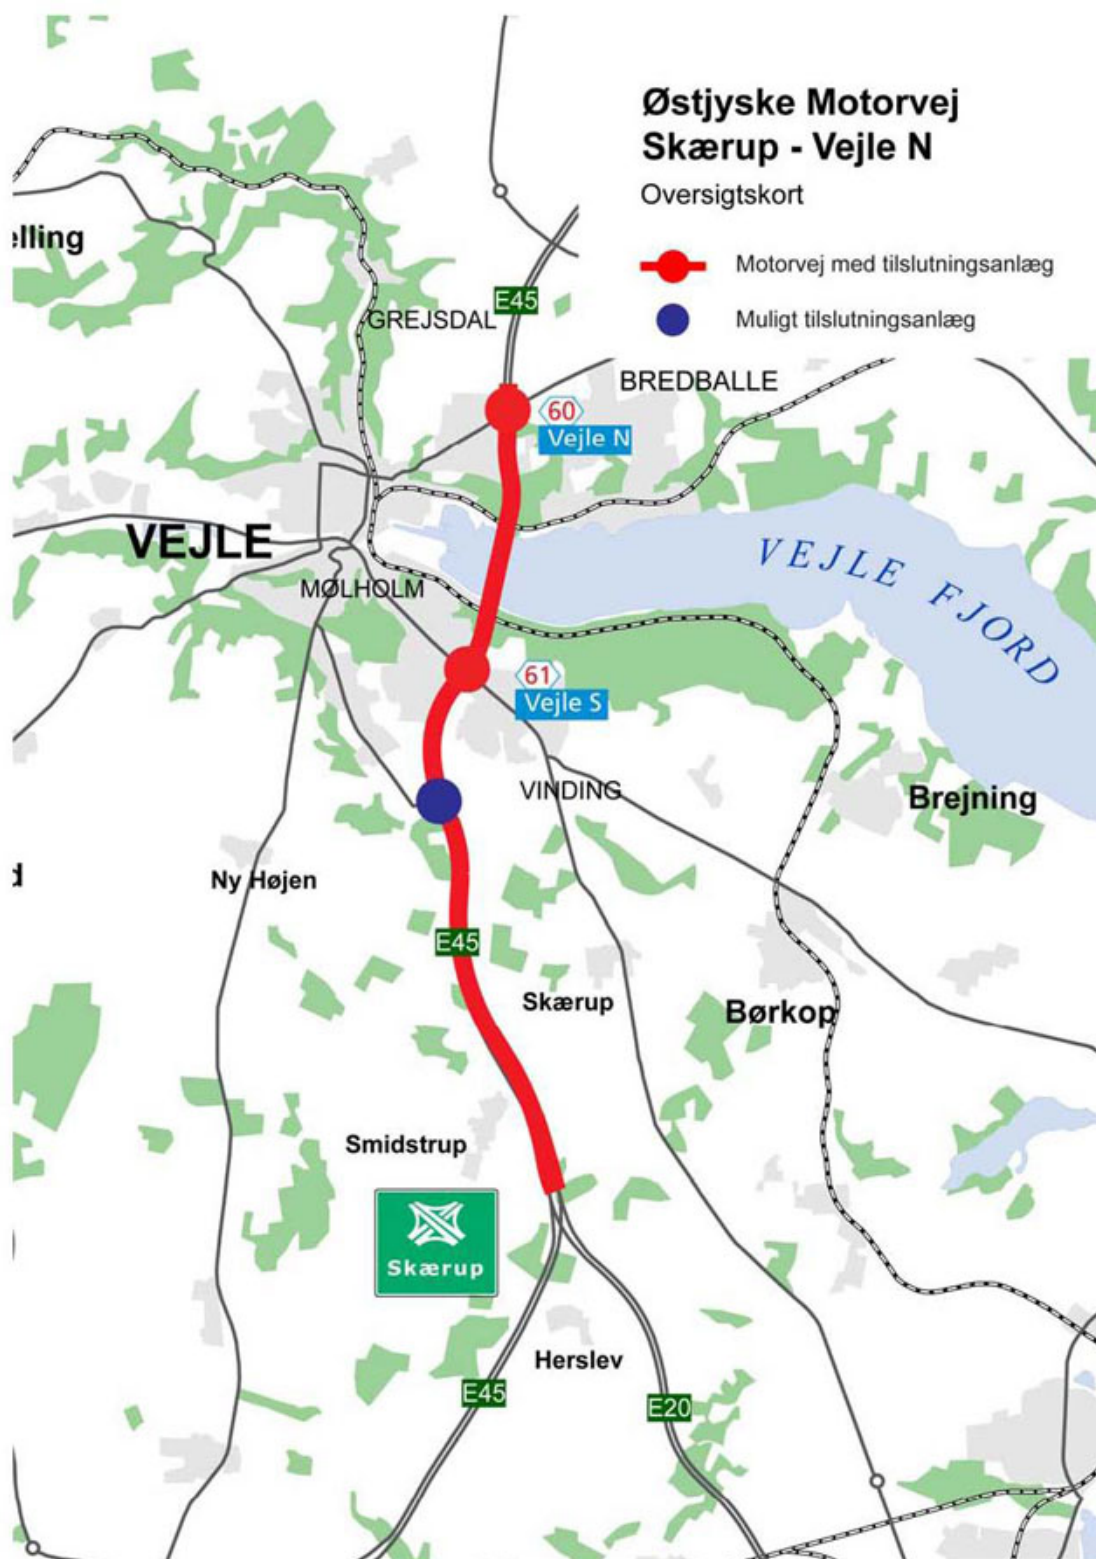 Østjyske Motorvej
Skærup - Vejle N
Oversigtskort
Motorvej med tilslutningsanlæg
Muligt tilslutningsanlæg
elling
E45
GREJSDAL
BREDBALLE
60
Vejle N
VEJLE
VEJLE FJORD
MØLHOLM
61
Vejle S
VINDING
Brejning
d
Ny Højen
E45
Skærup
Børkop
Smidstrup
Skærup
Herslev
E45
E20